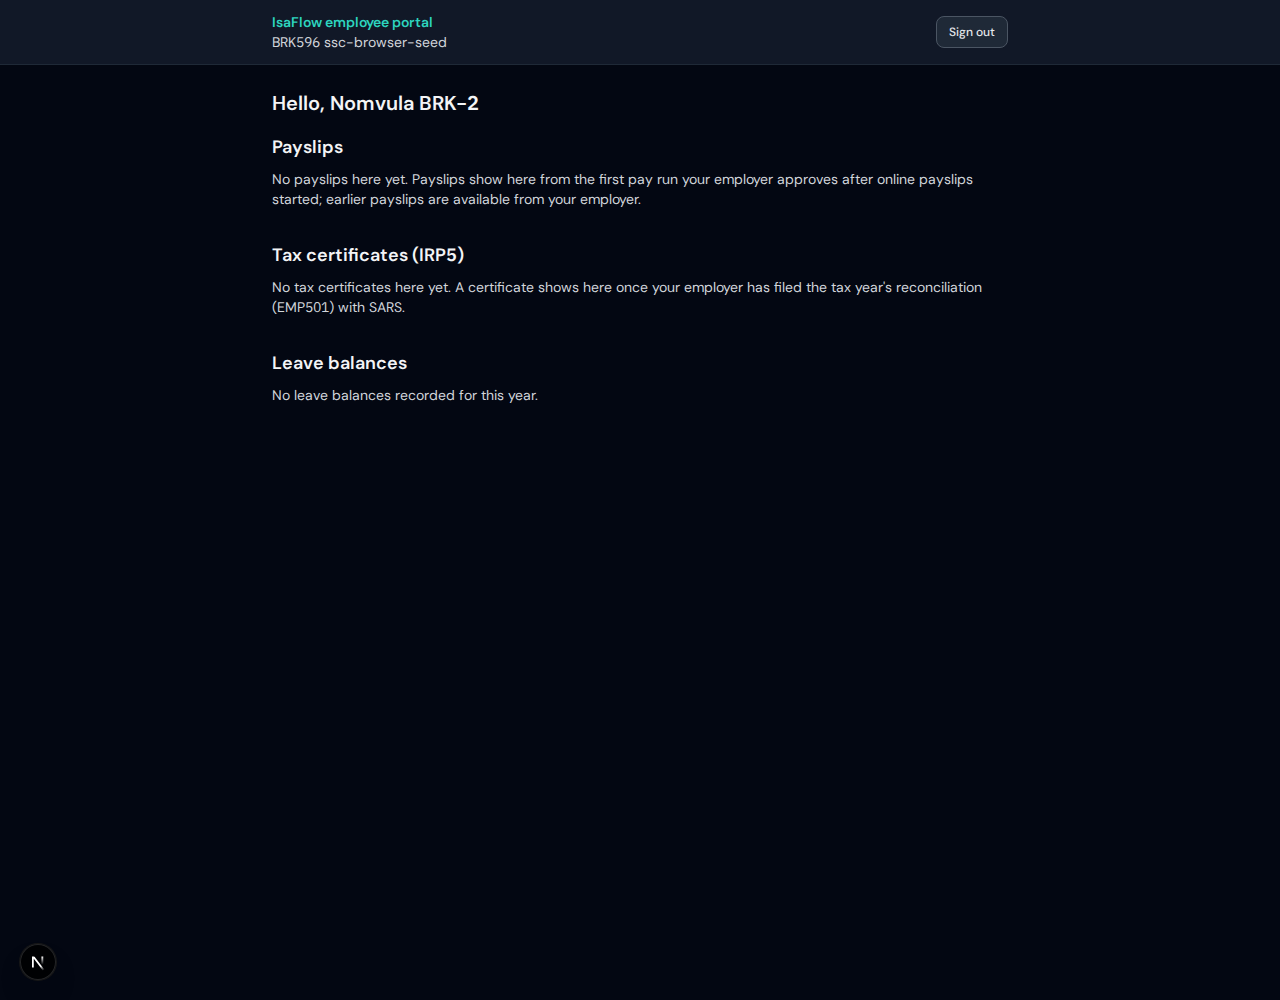 IsaFlow employee portal
BRK596 ssc-browser-seed
Sign out
Hello, Nomvula BRK-2
Payslips
No payslips here yet. Payslips show here from the first pay run your employer approves after online payslips
started; earlier payslips are available from your employer.
Tax certificates (IRP5)
No tax certificates here yet. A certificate shows here once your employer has filed the tax year's reconciliation
(EMP501) with SARS.
Leave balances
No leave balances recorded for this year.
N